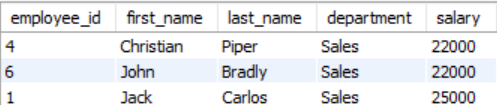 employee_id first_name last_name department salary
4 Christian Piper Sales 22000
6 John Bradly Sales 22000
1 Jack Carlos Sales 25000